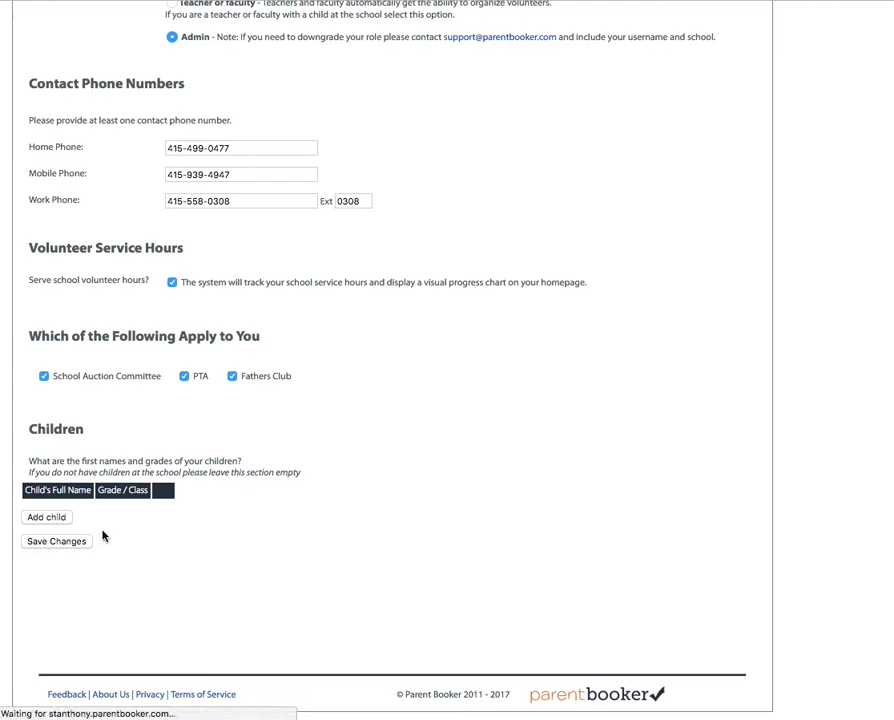 Teacher or faculty - Teachers and faculty automatically get the ability to organize volunteers.
If you are a teacher or faculty with a child at the school select this option.
Admin - Note: If you need to downgrade your role please contact support@parentbooker.com and include your username and school.
Contact Phone Numbers
Please provide at least one contact phone number.
Home Phone: 415-499-0477
Mobile Phone: 415-939-4947
Work Phone: 415-558-0308 Ext 0308
Volunteer Service Hours
Serve school volunteer hours? The system will track your school service hours and display a visual progress chart on your homepage.
Which of the Following Apply to You
School Auction Committee PTA Fathers Club
Children
What are the first names and grades of your children?
If you do not have children at the school please leave this section empty
Child's Full Name Grade / Class
Add child
Save Changes
Feedback | About Us | Privacy | Terms of Service © Parent Booker 2011 - 2017 parentbooker
Waiting for stanthony.parentbooker.com...